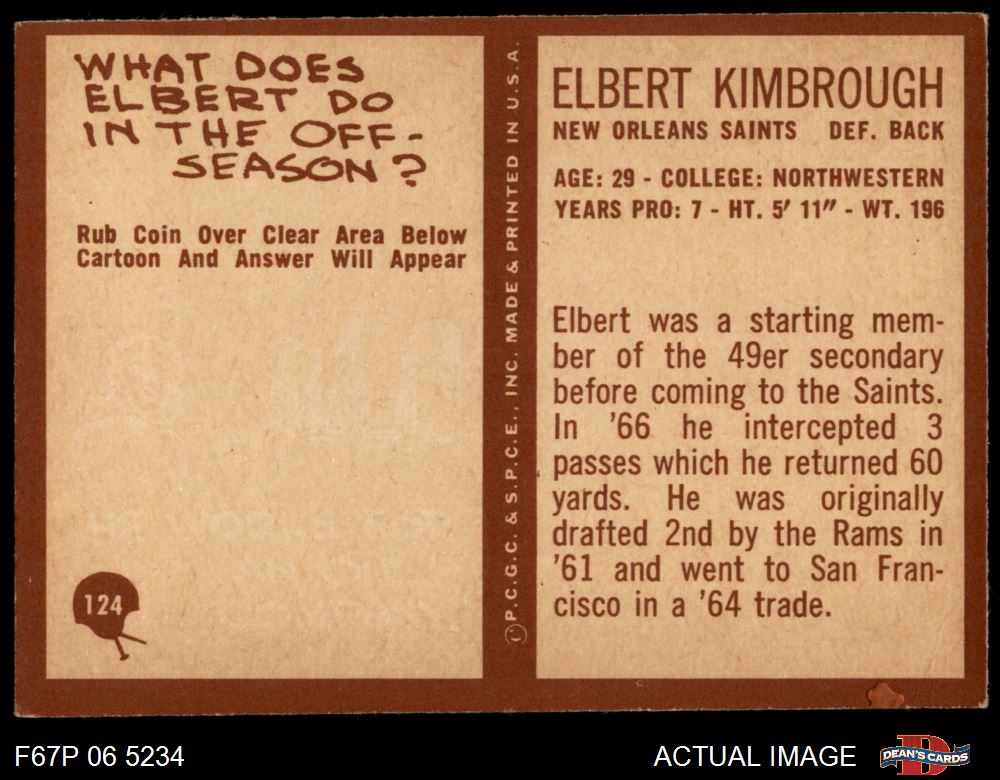 WHAT DOES
ELBERT DO
IN THE OFF-
SEASON?
Rub Coin Over Clear Area Below
Cartoon And Answer Will Appear
124
Ⓒ P.C.G.C. & S.P.C.E., INC. MADE & PRINTED IN U.S.A.
ELBERT KIMBROUGH
NEW ORLEANS SAINTS DEF. BACK
AGE: 29 - COLLEGE: NORTHWESTERN
YEARS PRO: 7 - HT. 5' 11" - WT. 196
Elbert was a starting mem-
ber of the 49er secondary
before coming to the Saints.
In '66 he intercepted 3
passes which he returned 60
yards. He was originally
drafted 2nd by the Rams in
'61 and went to San Fran-
cisco in a '64 trade.
F67P 06 5234
ACTUAL IMAGE
DEAN'S CARDS